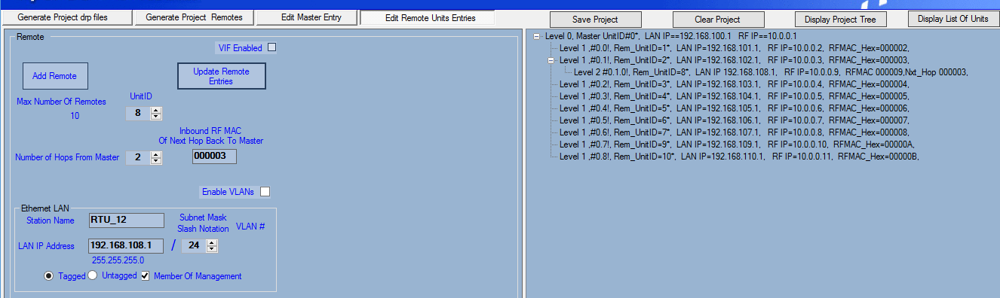 Generate Project drp files
Generate Project Remotes
Edit Master Entry
Edit Remote Units Entries
Save Project
Clear Project
Display Project Tree
Display List Of Units
Remote
VIF Enabled
Add Remote
Update Remote
Entries
Max Number Of Remotes
10
UnitID
8
Inbound RF MAC
Of Next Hop Back To Master
Number of Hops From Master
2
000003
Enable VLANs
Ethernet LAN
Station Name
RTU_12
Subnet Mask
Slash Notation
VLAN #
LAN IP Address
192.168.108.1
/
24
255.255.255.0
Tagged
Untagged
Member Of Management
Level 0, Master UnitID#0*, LAN IP==192.168.100.1 RF IP=10.0.0.1
Level 1 ,#0.0!, Rem_UnitID=1*, LAN IP=192.168.101.1, RF IP=10.0.0.2, RFMAC_Hex=000002,
Level 1 ,#0.1!, Rem_UnitID=2*, LAN IP=192.168.102.1, RF IP=10.0.0.3, RFMAC_Hex=000003,
Level 2 #0.1.0!, Rem_UnitID=8*, LAN IP 192.168.108.1, RF IP=10.0.0.9, RFMAC 000009,Nxt_Hop 000003,
Level 1 ,#0.2!, Rem_UnitID=3*, LAN IP=192.168.103.1, RF IP=10.0.0.4, RFMAC_Hex=000004,
Level 1 ,#0.3!, Rem_UnitID=4*, LAN IP=192.168.104.1, RF IP=10.0.0.5, RFMAC_Hex=000005,
Level 1 ,#0.4!, Rem_UnitID=5*, LAN IP=192.168.105.1, RF IP=10.0.0.6, RFMAC_Hex=000006,
Level 1 ,#0.5!, Rem_UnitID=6*, LAN IP=192.168.106.1, RF IP=10.0.0.7, RFMAC_Hex=000007,
Level 1 ,#0.6!, Rem_UnitID=7*, LAN IP=192.168.107.1, RF IP=10.0.0.8, RFMAC_Hex=000008,
Level 1 ,#0.7!, Rem_UnitID=9*, LAN IP=192.168.109.1, RF IP=10.0.0.10, RFMAC_Hex=00000A,
Level 1 ,#0.8!, Rem_UnitID=10*, LAN IP=192.168.110.1, RF IP=10.0.0.11, RFMAC_Hex=00000B,